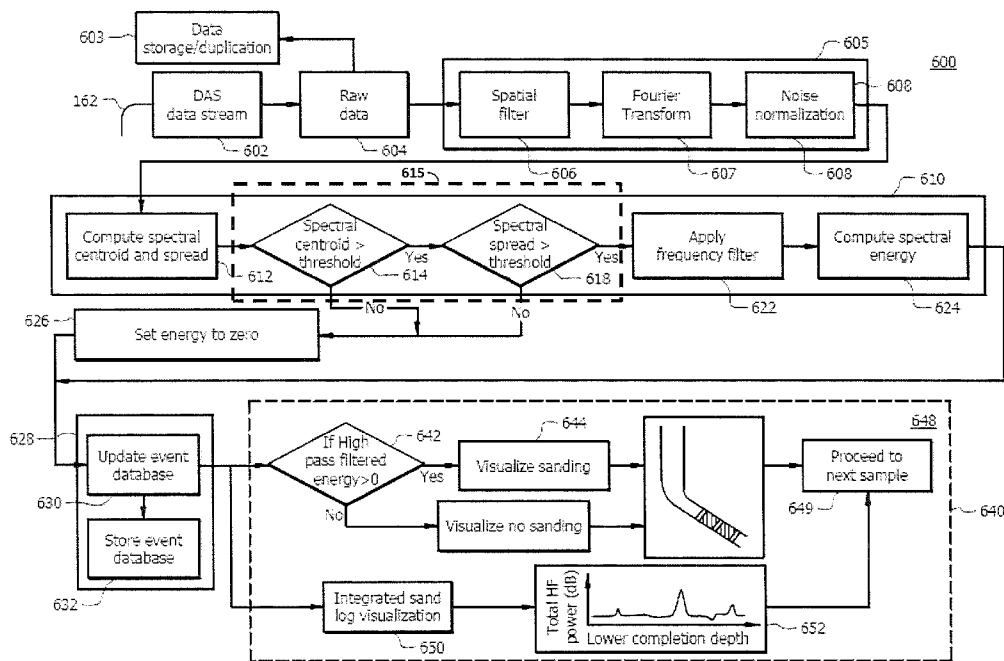 603
Data
storage/duplication
605
600
162
DAS
data stream
Raw
data
Spatial
filter
Fourier
Transform
Noise
normalization
608
602
604
606
607
608
615
610
Compute spectral
centroid and spread
Spectral
centroid >
threshold
Yes
Spectral
spread >
threshold
Yes
Apply
frequency filter
Compute spectral
energy
612
614
618
622
624
No
No
626
Set energy to zero
628
642
644
648
If High
pass filtered
energy>0
Yes
Visualize sanding
Proceed to
next sample
Update event
database
630
No
Visualize no sanding
649
640
Store event
database
632
Integrated sand
log visualization
650
Total HF
power (dB)
Lower completion depth
652